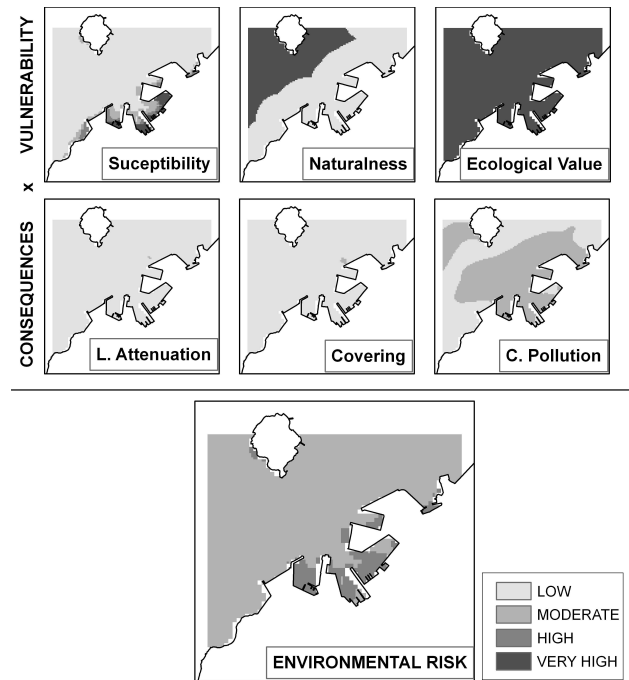 VULNERABILITY
Suceptibility
Naturalness
Ecological Value
x
CONSEQUENCES
L. Attenuation
Covering
C. Pollution
ENVIRONMENTAL RISK
LOW
MODERATE
HIGH
VERY HIGH